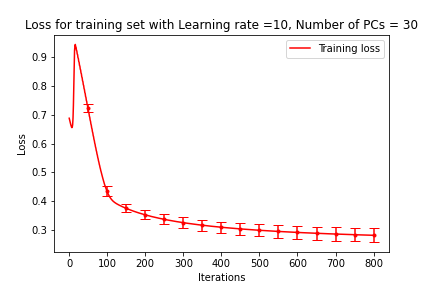 Loss for training set with Learning rate =10, Number of PCs = 30
Training loss
Loss
0.9
0.8
0.7
0.6
0.5
0.4
0.3
0 100 200 300 400 500 600 700 800
Iterations